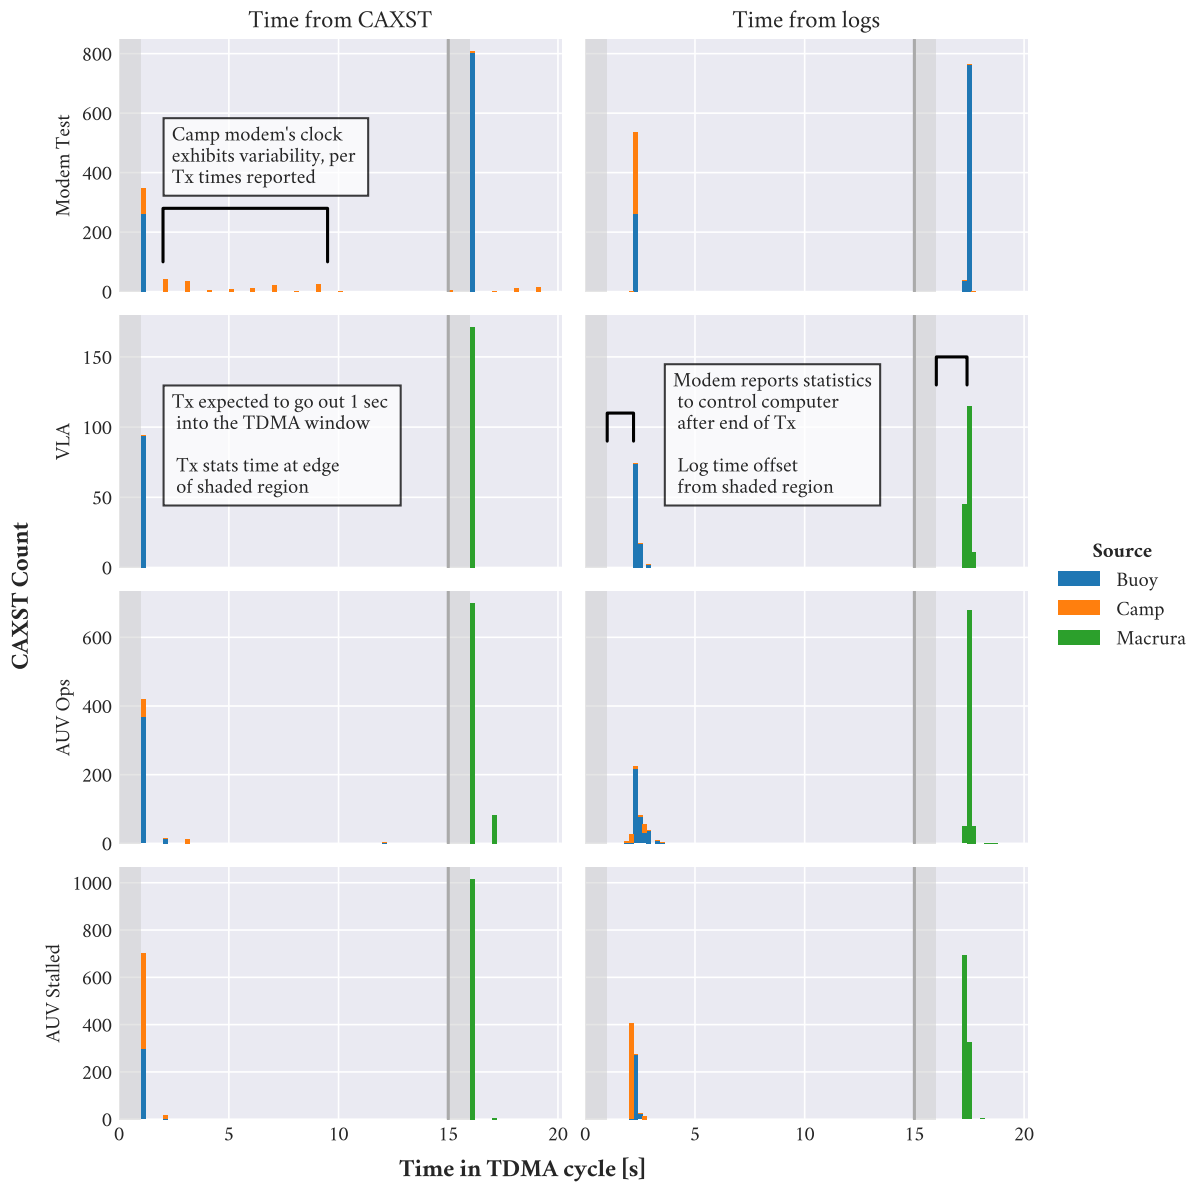 Time from CAXST
Time from logs
Modem Test
800
600
400
200
0
Camp modem's clock
exhibits variability, per
Tx times reported
VLA
150
100
50
0
Tx expected to go out 1 sec
into the TDMA window
Tx stats time at edge
of shaded region
Modem reports statistics
to control computer
after end of Tx
Log time offset
from shaded region
CAXST Count
Source
Buoy
Camp
Macrura
AUV Ops
600
400
200
0
AUV Stalled
1000
800
600
400
200
0
0 5 10 15 20
0 5 10 15 20
Time in TDMA cycle [s]